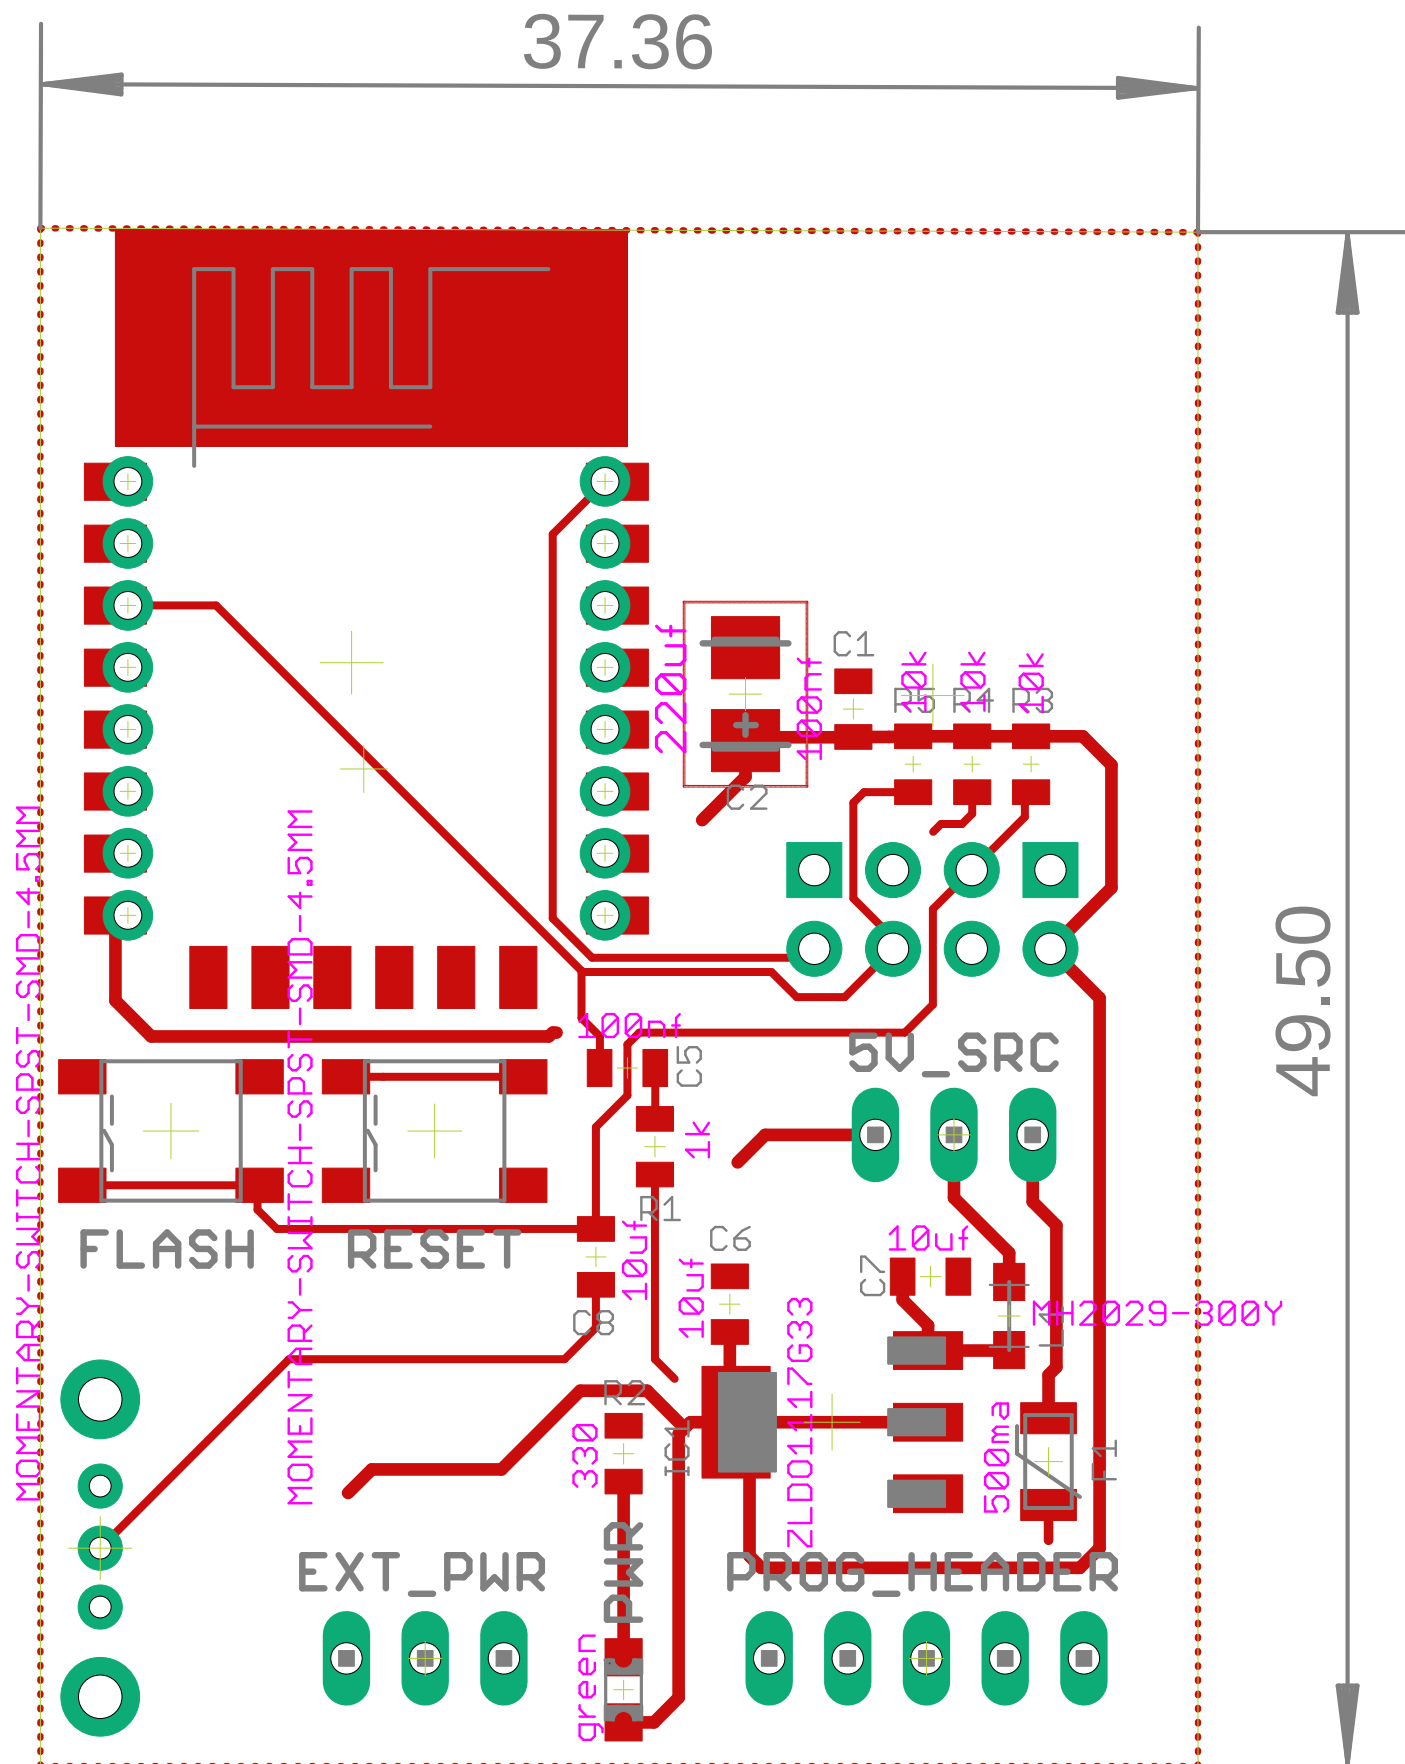 37.36
49.50
220uf
C1
100nf
10k
10k
10k
R5
R4
R3
C2
MOMENTARY-SWITCH-SPST-SMD-4.5MM
MOMENTARY-SWITCH-SPST-SMD-4.5MM
100nf
C5
5V_SRC
1k
R1
FLASH
RESET
10uf
C8
C6
10uf
10uf
C7
MH2029-300Y
L1
ZLLDO1117G33
R2
330
IC1
500ma
F1
EXT_PWR
PWR
PROG_HEADER
green